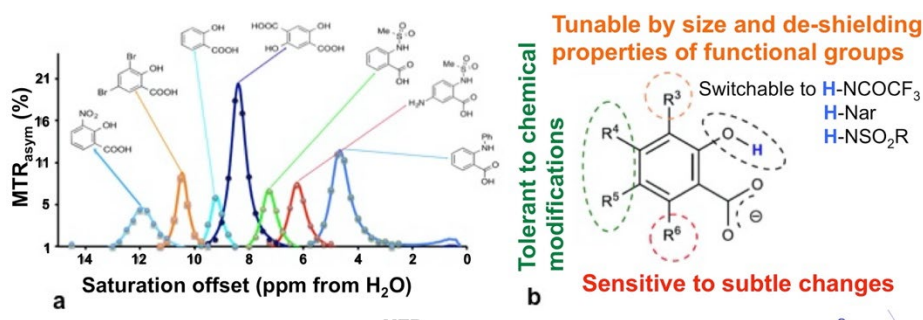 MTRasym (%)
21
16
11
5
1
14
12
10
8
6
4
2
0
Saturation offset (ppm from H2O)
a
NO2
OH
COOH
Br
OH
Br
COOH
OH
COOH
HOOC
OH
HO
COOH
Me
S
O
O
NH
O
OH
Me
S
O
O
NH
H2N
O
OH
Ph
NH
O
OH
Tunable by size and de-shielding
properties of functional groups
Tolerant to chemical
modifications
Switchable to H-NCOCF3
H-Nar
H-NSO2R
R3
R4
O
H
R5
O
R6
O
⊖
b
Sensitive to subtle changes